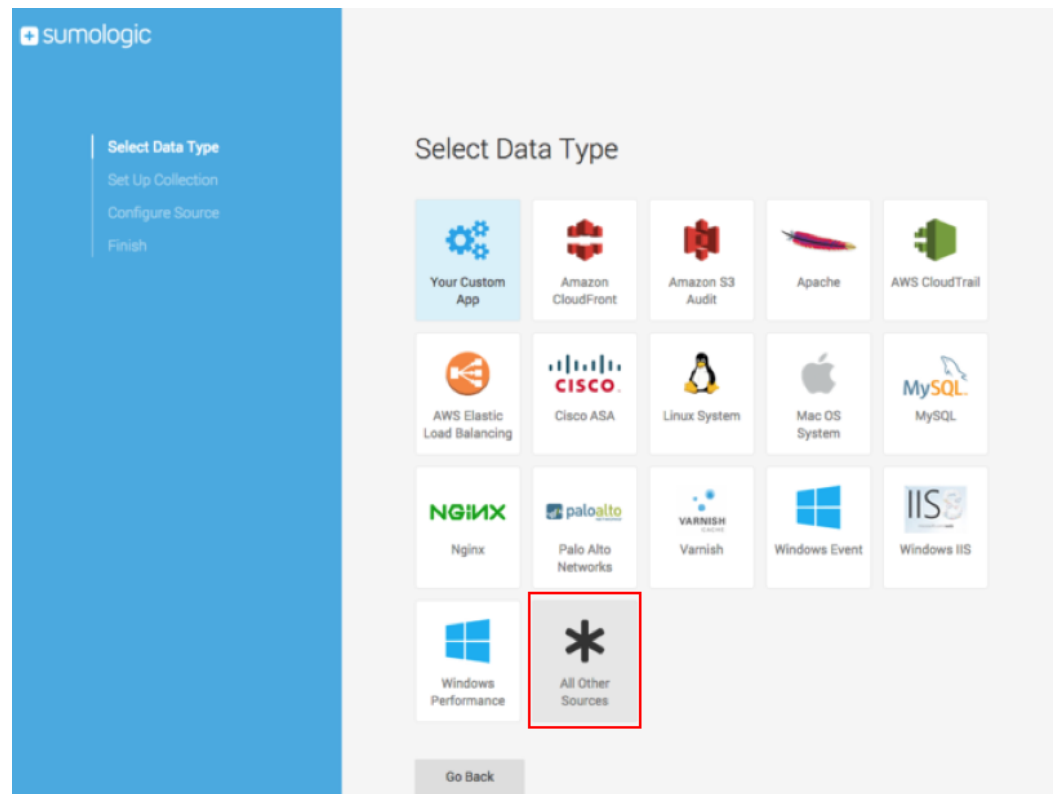 sumologic
Select Data Type
Set Up Collection
Configure Source
Finish
Select Data Type
Your Custom
App
Amazon
CloudFront
Amazon S3
Audit
Apache
AWS CloudTrail
AWS Elastic
Load Balancing
CISCO
Cisco ASA
Linux System
Mac OS
System
MySQL
MySQL
NGINX
Nginx
paloalto
NETWORKS
Palo Alto
Networks
VARNISH
CACHE
Varnish
Windows Event
IIS
Windows IIS
Windows
Performance
All Other
Sources
Go Back